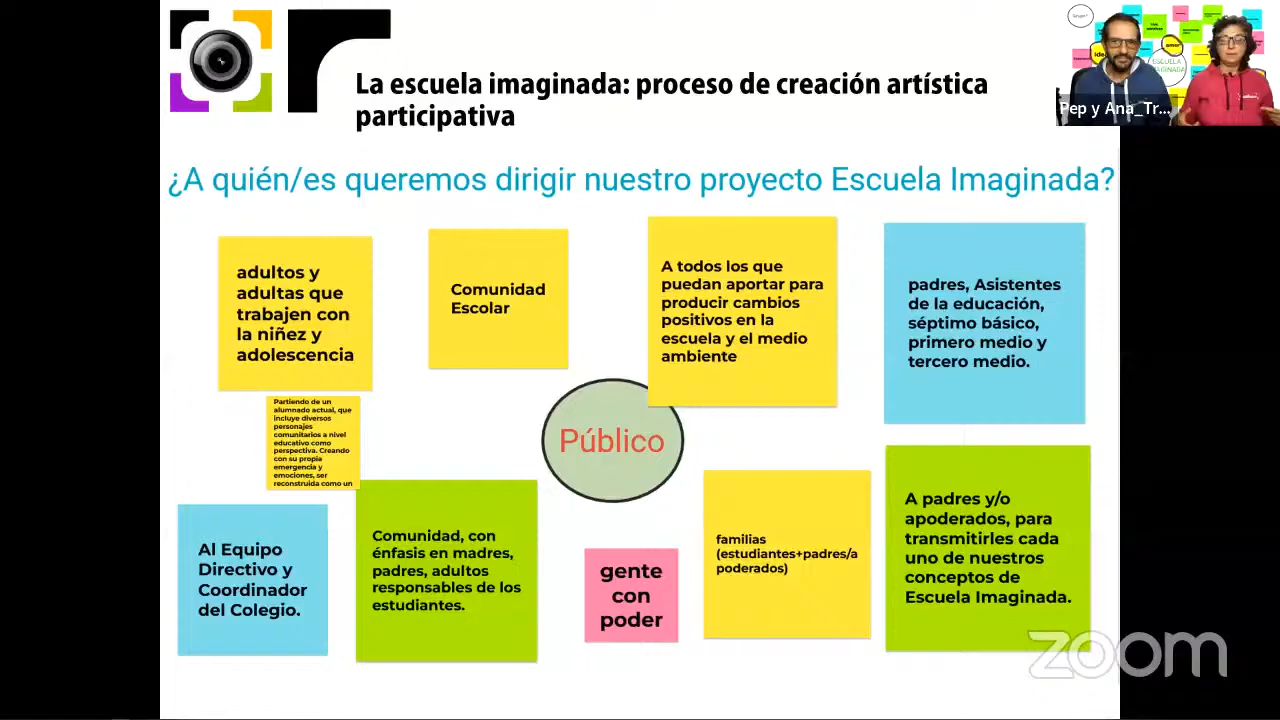 La escuela imaginada: proceso de creación artística
participativa
Pep y Ana_Tr...
¿A quién/es queremos dirigir nuestro proyecto Escuela Imaginada?
adultos y
adultas que
trabajen con
la niñez y
adolescencia
Comunidad
Escolar
A todos los que
puedan aportar para
producir cambios
positivos en la
escuela y el medio
ambiente
padres, Asistentes
de la educación,
séptimo básico,
primero medio y
tercero medio.
Partiendo de un
alumnado actual, que
incluye diversos
personajes
comunitarios a nivel
educativo como
perspectiva. Creando
con su propia
emergencia y
emociones, ser
reconstruida como un
Público
Al Equipo
Directivo y
Coordinador
del Colegio.
Comunidad, con
énfasis en madres,
padres, adultos
responsables de los
estudiantes.
gente
con
poder
familias
(estudiantes+padres/a
poderados)
A padres y/o
apoderados, para
transmitirles cada
uno de nuestros
conceptos de
Escuela Imaginada.
zoom